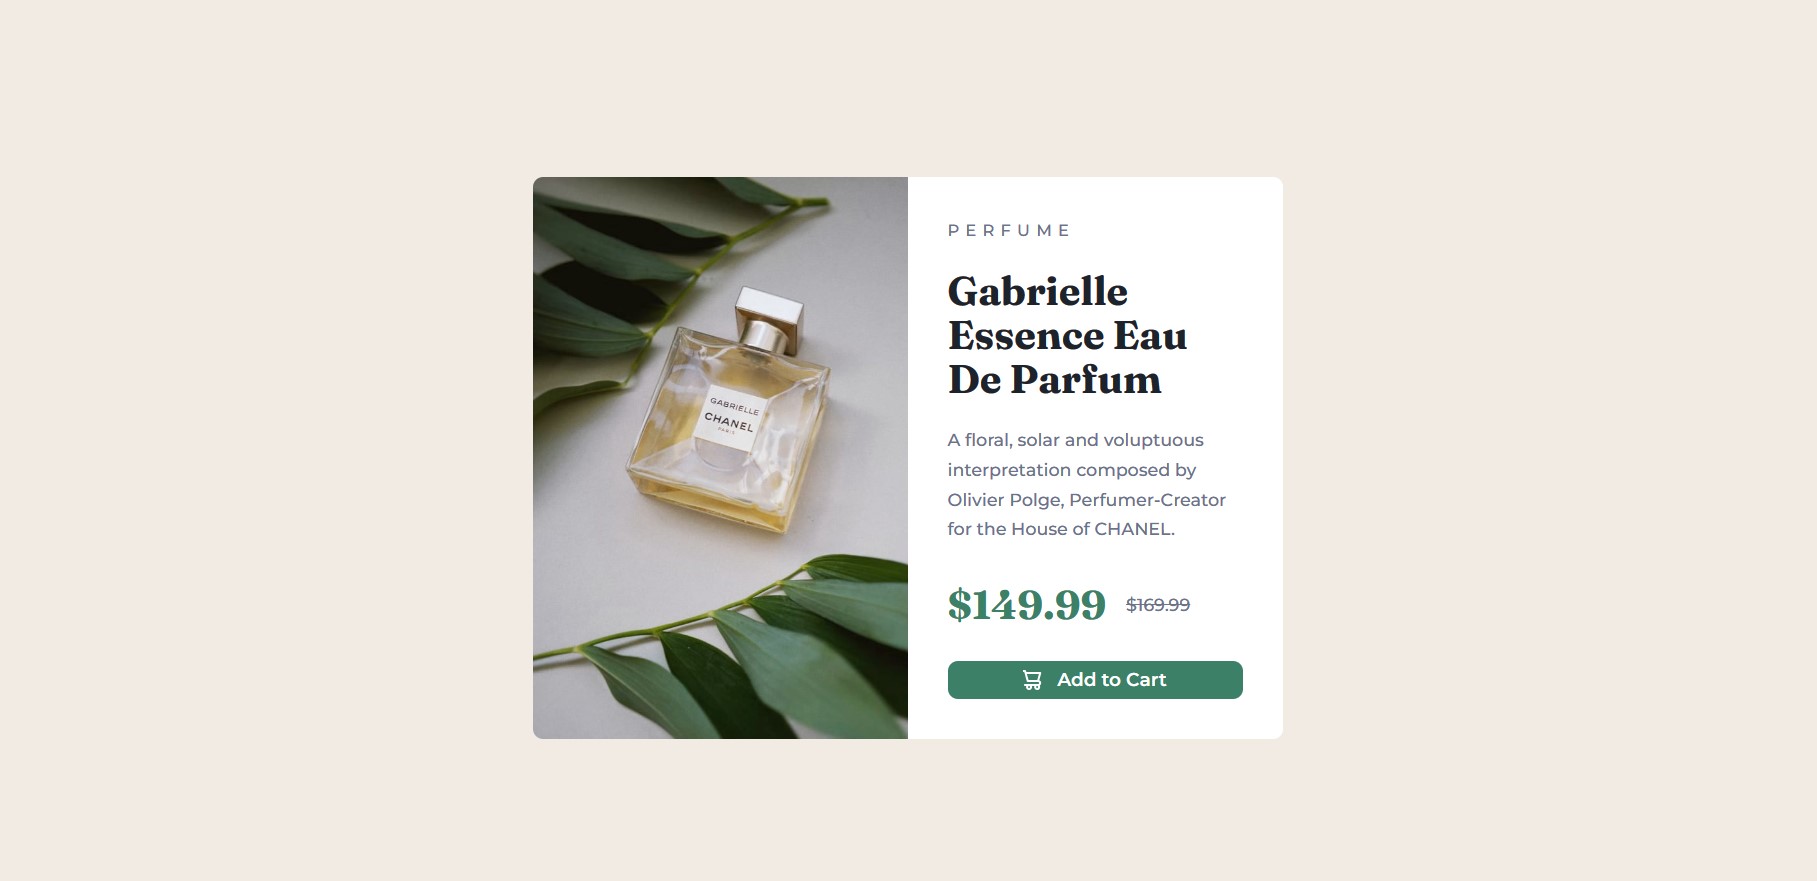 GABRIELLE
CHANEL
PARIS
PERFUME
Gabrielle
Essence Eau
De Parfum
A floral, solar and voluptuous
interpretation composed by
Olivier Polge, Perfumer-Creator
for the House of CHANEL.
$149.99 $169.99
Add to Cart